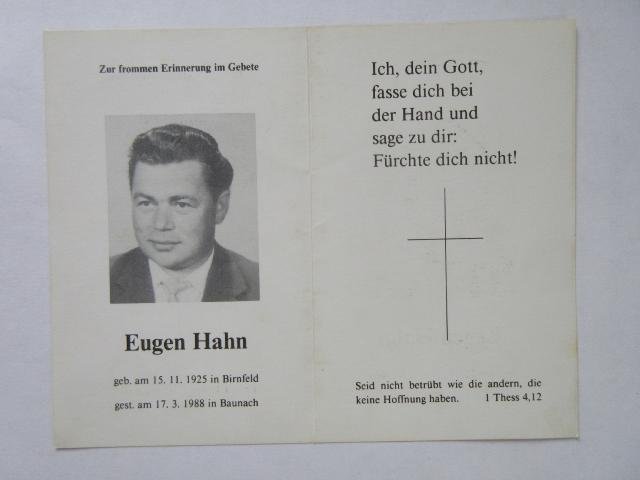 Zur frommen Erinnerung im Gebete
Eugen Hahn
geb. am 15. 11. 1925 in Birnfeld
gest. am 17. 3. 1988 in Baunach
Ich, dein Gott,
fasse dich bei
der Hand und
sage zu dir:
Fürchte dich nicht!
Seid nicht betrübt wie die andern, die
keine Hoffnung haben. 1 Thess 4,12